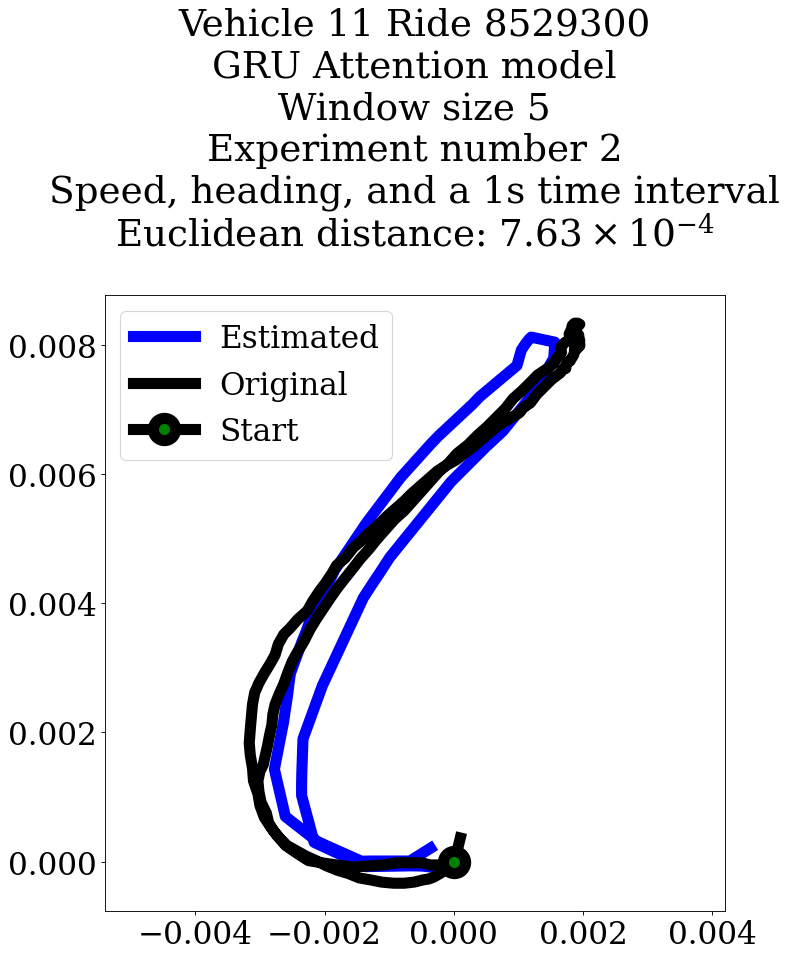 Vehicle 11 Ride 8529300
GRU Attention model
Window size 5
Experiment number 2
Speed, heading, and a 1s time interval
Euclidean distance: 7.63 × 10⁻⁴
Estimated
Original
Start
0.008
0.006
0.004
0.002
0.000
−0.004
−0.002
0.000
0.002
0.004